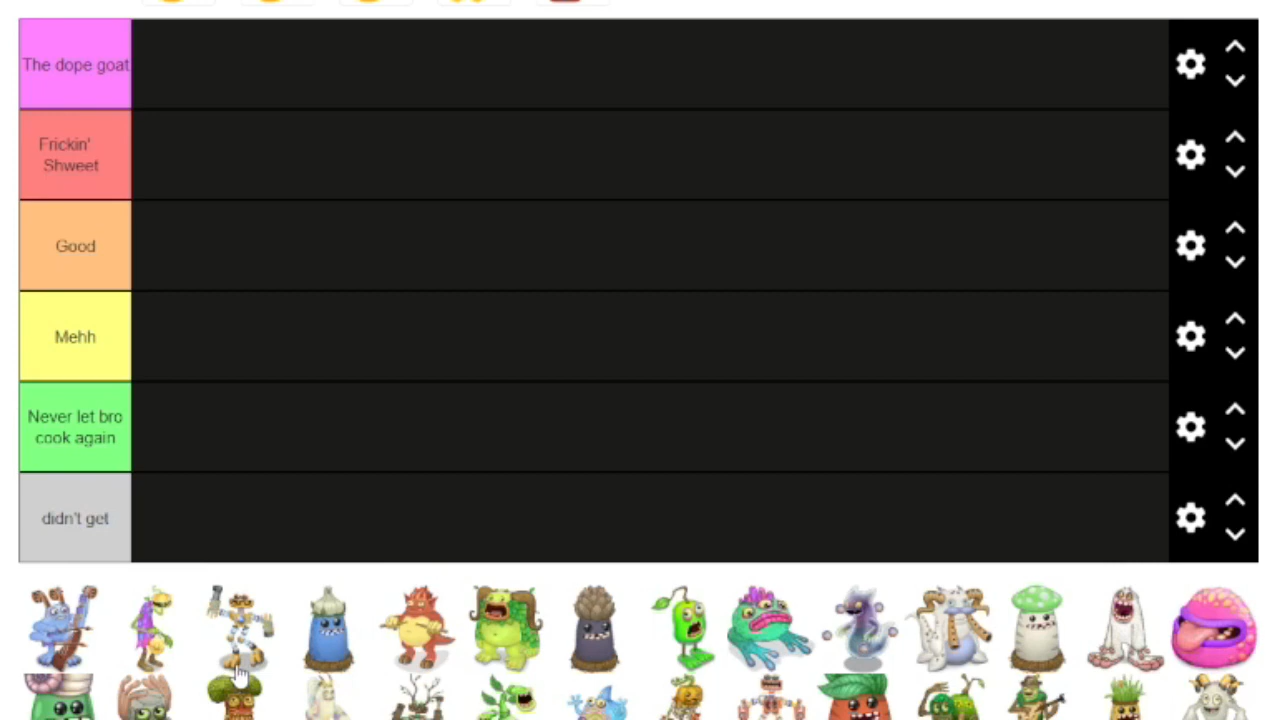 The dope goat
Frickin'
Shweet
Good
Mehh
Never let bro
cook again
didn't get